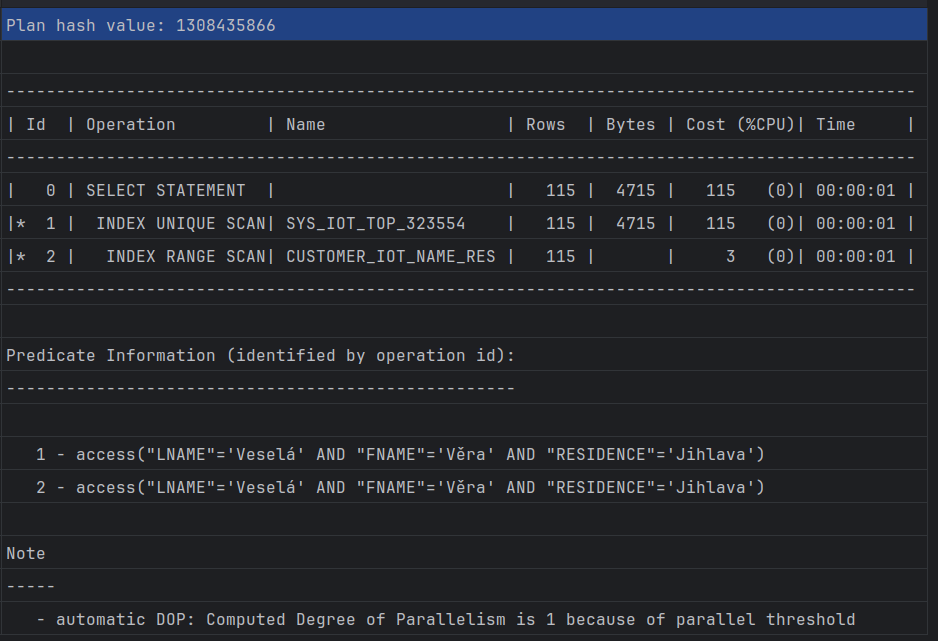 Plan hash value: 1308435866
-------------------------------------------------------------------------------------------
| Id  | Operation         | Name                  | Rows  | Bytes | Cost (%CPU)| Time     |
-------------------------------------------------------------------------------------------
|   0 | SELECT STATEMENT  |                       |   115 |  4715 |   115   (0)| 00:00:01 |
|*  1 |  INDEX UNIQUE SCAN| SYS_IOT_TOP_323554    |   115 |  4715 |   115   (0)| 00:00:01 |
|*  2 |   INDEX RANGE SCAN| CUSTOMER_IOT_NAME_RES |   115 |       |     3   (0)| 00:00:01 |
-------------------------------------------------------------------------------------------
Predicate Information (identified by operation id):
---------------------------------------------------
   1 - access("LNAME"='Veselá' AND "FNAME"='Věra' AND "RESIDENCE"='Jihlava')
   2 - access("LNAME"='Veselá' AND "FNAME"='Věra' AND "RESIDENCE"='Jihlava')
Note
-----
   - automatic DOP: Computed Degree of Parallelism is 1 because of parallel threshold